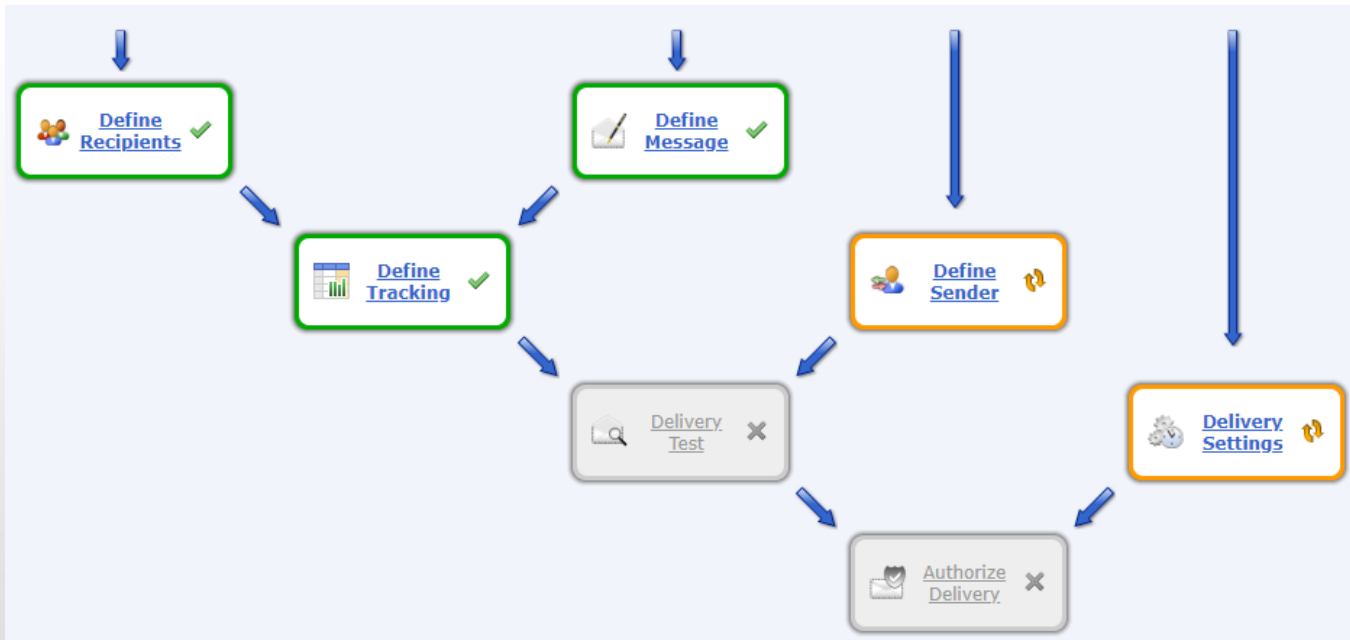 Define
Recipients
Define
Message
Define
Tracking
Define
Sender
Delivery
Test
Delivery
Settings
Authorize
Delivery